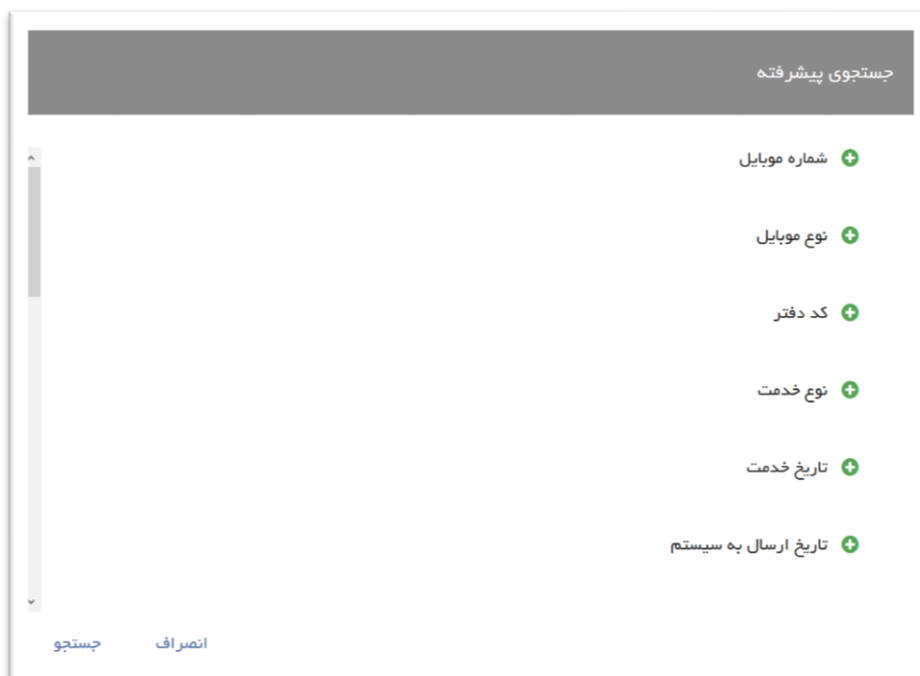 جستجوی پیشرفته
شماره موبایل
نوع موبایل
کد دفتر
نوع خدمت
تاریخ خدمت
تاریخ ارسال به سیستم
انصراف جستجو